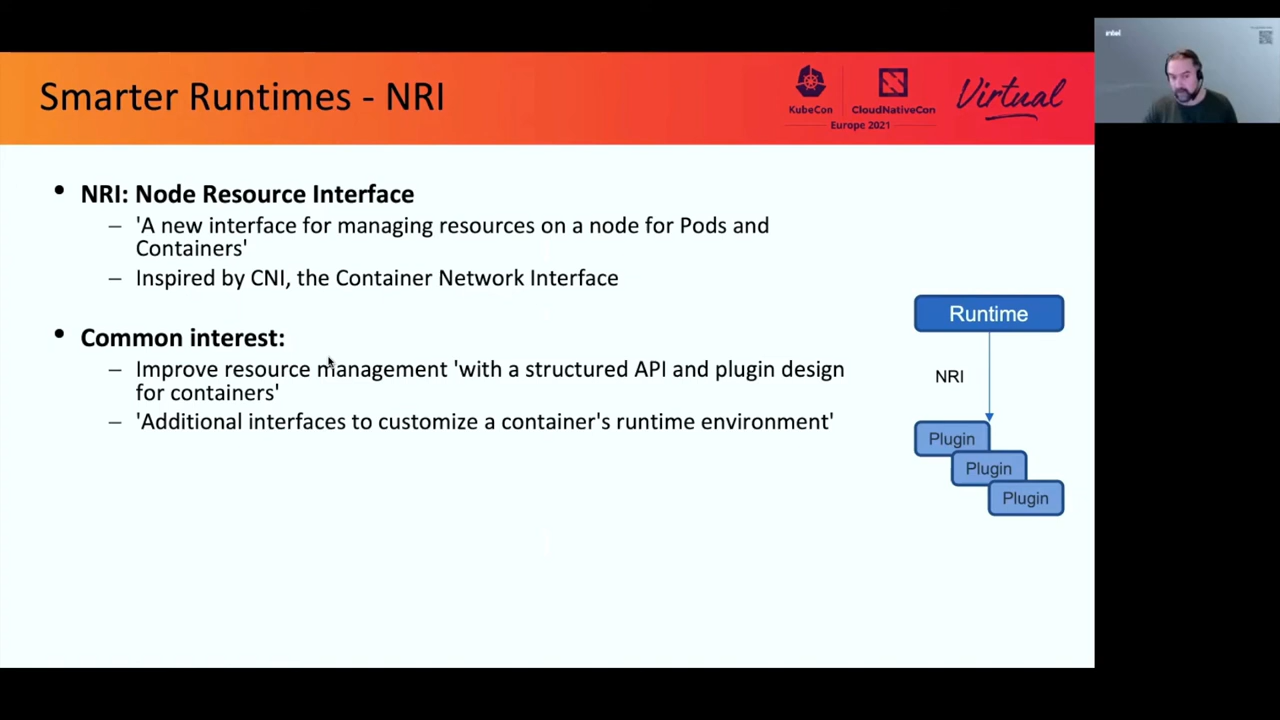 Smarter Runtimes - NRI
KubeCon
CloudNativeCon
Europe 2021
Virtual
intel
• NRI: Node Resource Interface
– 'A new interface for managing resources on a node for Pods and
Containers'
– Inspired by CNI, the Container Network Interface
• Common interest:
– Improve resource management 'with a structured API and plugin design
for containers'
– 'Additional interfaces to customize a container's runtime environment'
Runtime
NRI
Plugin
Plugin
Plugin